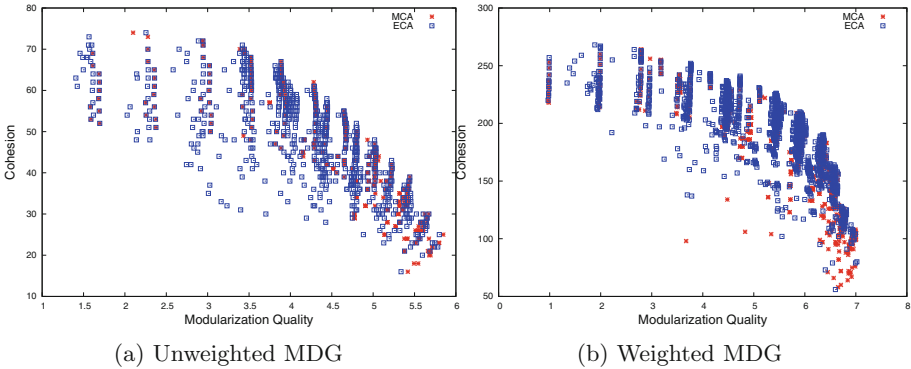 MCA
ECA
80
70
60
50
40
30
20
10
Cohesion
1 1.5 2 2.5 3 3.5 4 4.5 5 5.5 6
Modularization Quality
(a) Unweighted MDG
MCA
ECA
300
250
200
150
100
50
Cohesion
0 1 2 3 4 5 6 7 8
Modularization Quality
(b) Weighted MDG